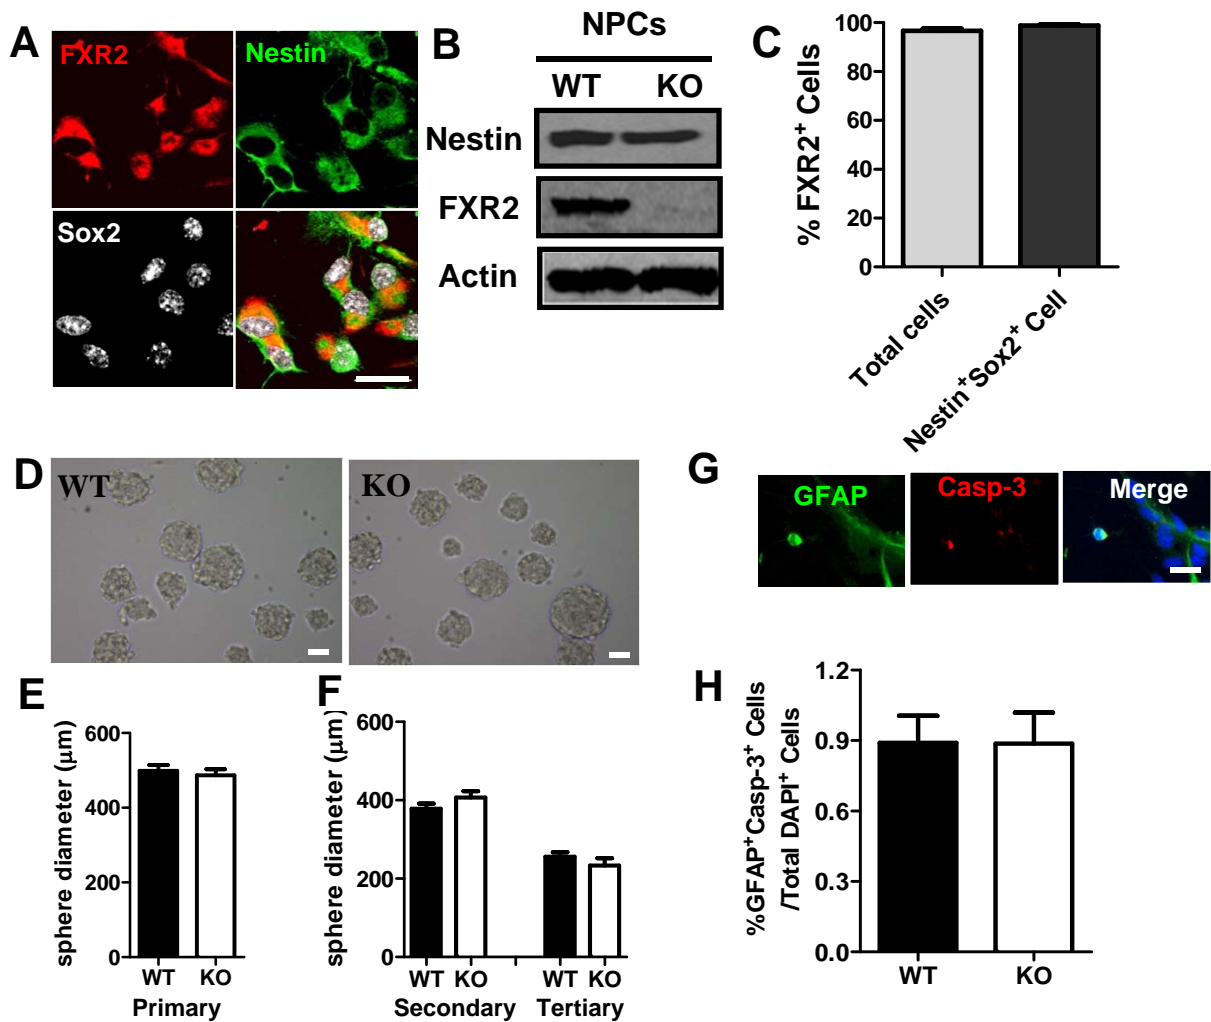 A
FXR2
Nestin
Sox2
B
NPCs
WT KO
Nestin
FXR2
Actin
C
% FXR2⁺ Cells
100
80
60
40
20
0
Total cells
Nestin⁺Sox2⁺ Cell
D
WT
KO
G
GFAP
Casp-3
Merge
E
sphere diameter (μm)
600
400
200
0
WT KO
Primary
F
sphere diameter (μm)
600
400
200
0
WT KO WT KO
Secondary Tertiary
H
%GFAP⁺Casp-3⁺ Cells
/Total DAPI⁺ Cells
1.2
0.9
0.6
0.3
0.0
WT KO